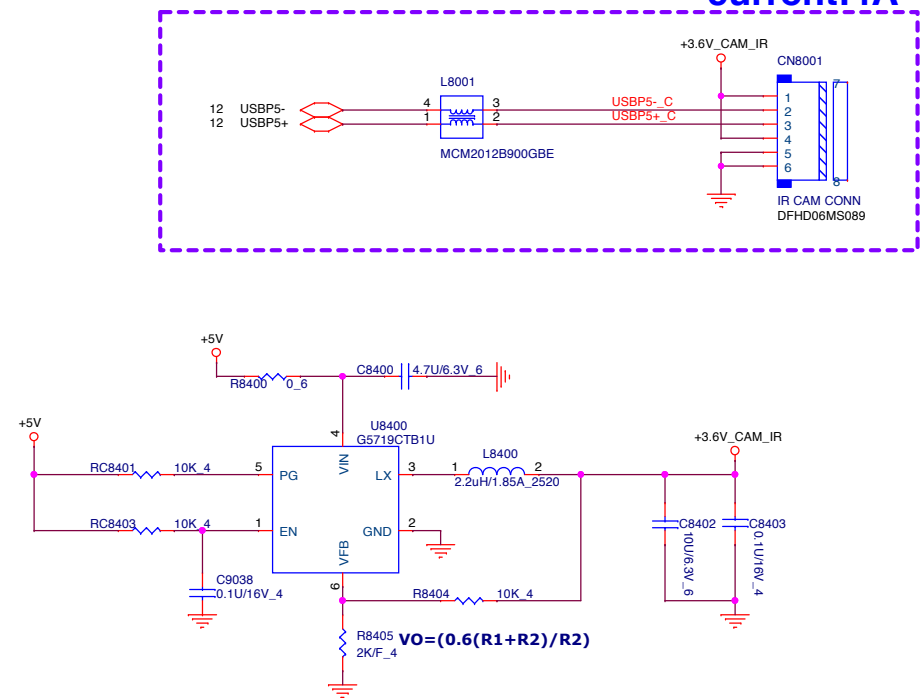 +3.6V_CAM_IR
CN8001
L8001
7
12 USBP5-
4
3
USBP5-_C
1
2
12 USBP5+
1
2
USBP5+_C
3
4
5
6
MCM2012B900GBE
8
IR CAM CONN
DFHD06MS089
+5V
R8400 0_6
C8400 4.7U/6.3V_6
+5V
U8400
G5719CTB1U
4
VIN
+3.6V_CAM_IR
L8400
RC8401 10K_4
5
PG
LX
3
1
2
2.2uH/1.85A_2520
RC8403 10K_4
1
EN
GND
2
C8402
10U/6.3V_6
C8403
0.1U/16V_4
VFB
6
C9038
0.1U/16V_4
R8404 10K_4
R8405
2K/F_4
VO=(0.6(R1+R2)/R2)